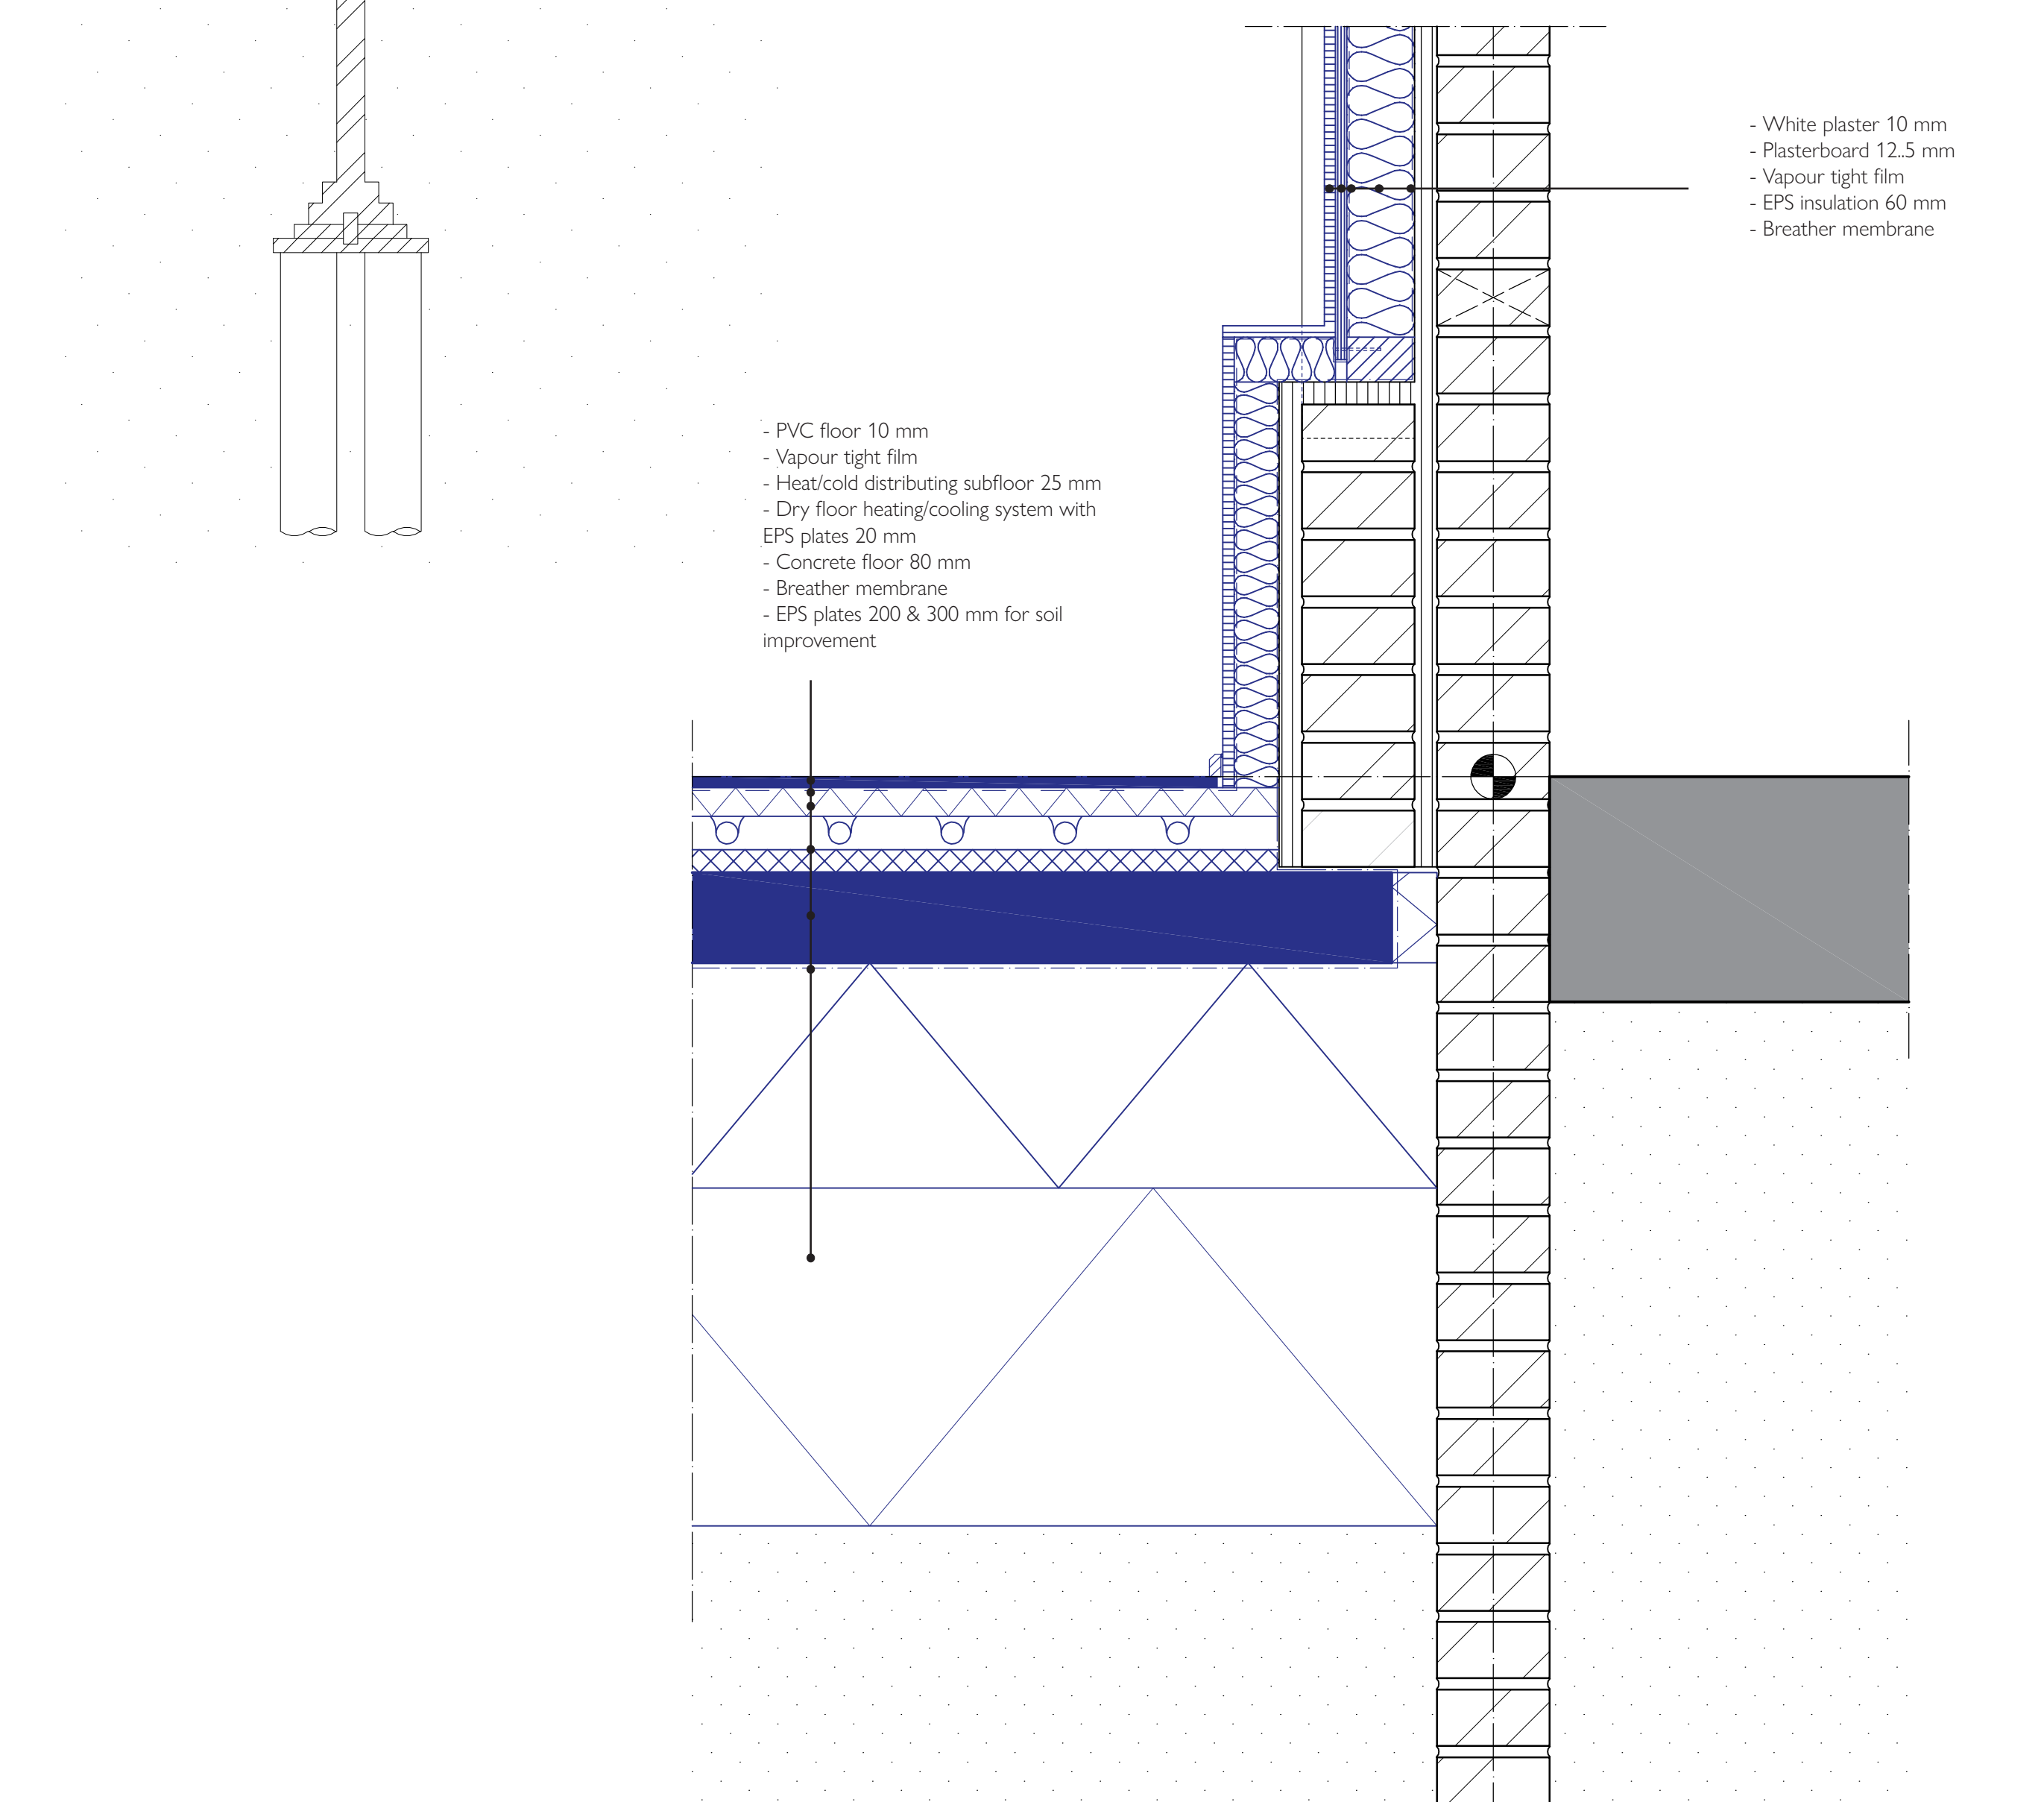 - White plaster 10 mm
- Plasterboard 12..5 mm
- Vapour tight film
- EPS insulation 60 mm
- Breather membrane
- PVC floor 10 mm
- Vapour tight film
- Heat/cold distributing subfloor 25 mm
- Dry floor heating/cooling system with
EPS plates 20 mm
- Concrete floor 80 mm
- Breather membrane
- EPS plates 200 & 300 mm for soil
improvement